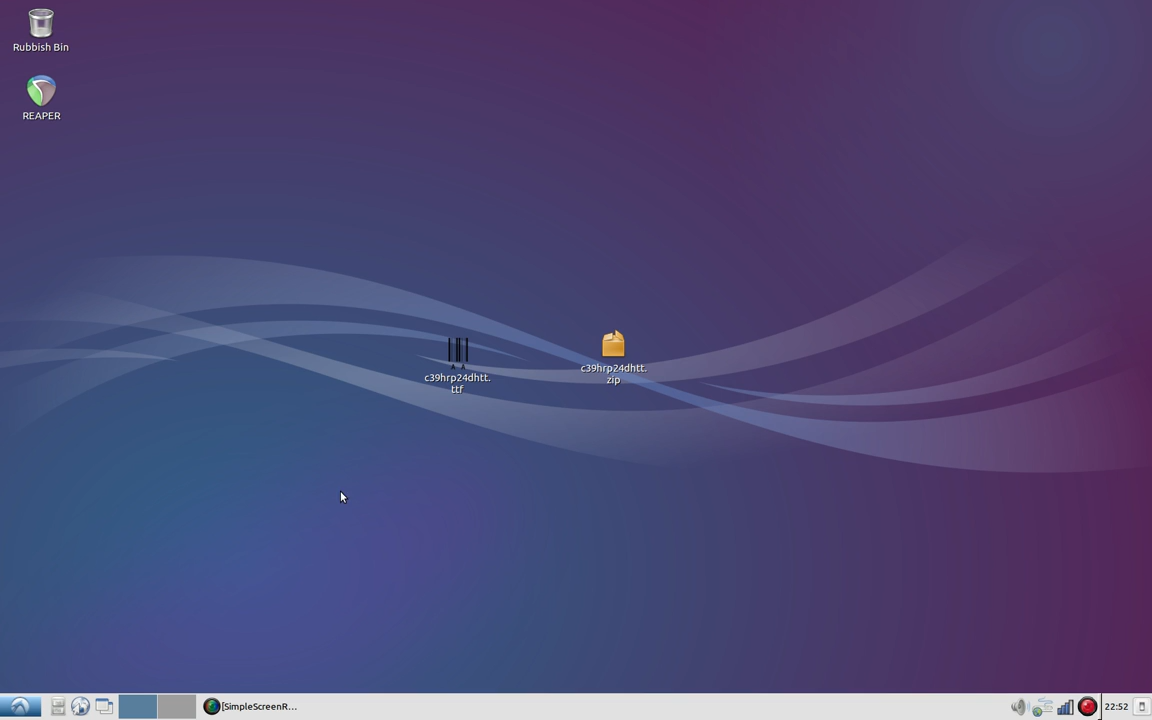 Rubbish Bin
REAPER
c39hrp24dhtt.
ttf
c39hrp24dhtt.
zip
[SimpleScreenR...
22:52